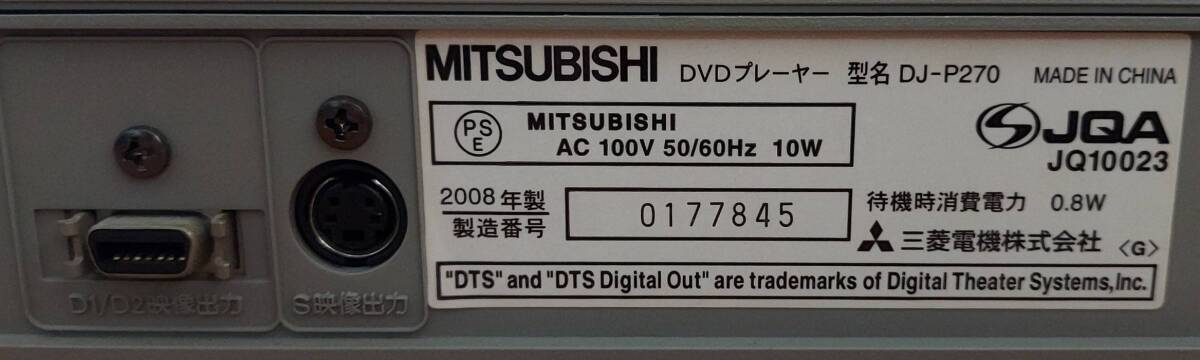 MITSUBISHI DVDプレーヤー 型名 DJ-P270 MADE IN CHINA
PS
E
MITSUBISHI
AC 100V 50/60Hz 10W
JQA
JQ10023
2008年製
製造番号
0177845
待機時消費電力 0.8W
三菱電機株式会社 〈G〉
"DTS" and "DTS Digital Out" are trademarks of Digital Theater Systems,Inc.
D1/D2映像出力
S映像出力